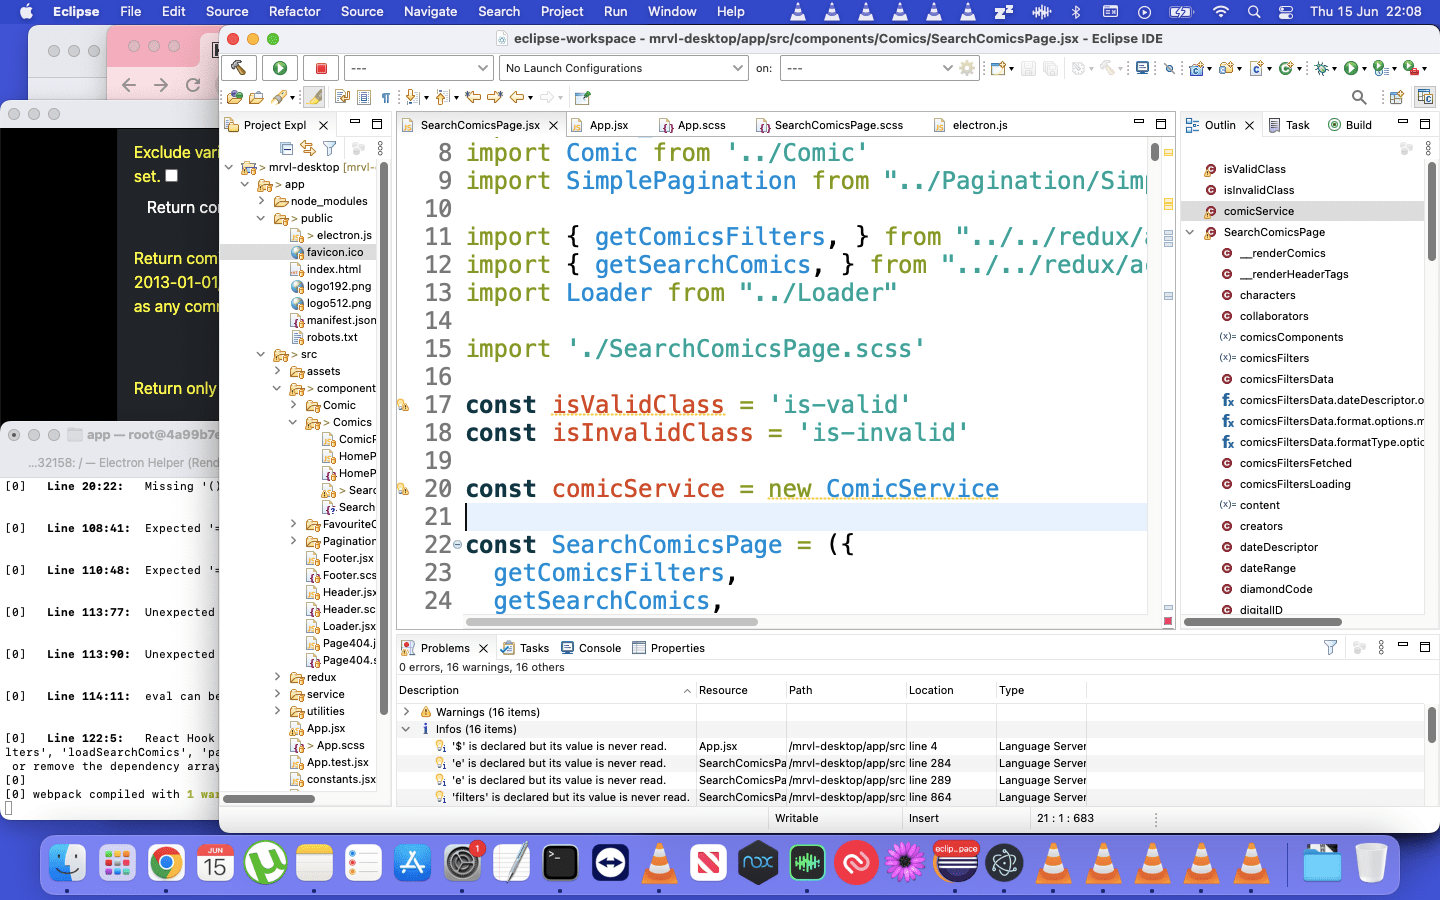 Eclipse File Edit Source Refactor Source Navigate Search Project Run Window Help Thu 15 Jun 22:08
eclipse-workspace - mrvl-desktop/app/src/components/Comics/SearchComicsPage.jsx - Eclipse IDE
--- No Launch Configurations on: ---
Exclude vari
set.
Return cor
Return com
2013-01-01,
as any comm
Return only
Project Expl
mrvl-desktop [mrvl-
> app
node_modules
> public
> electron.js
favicon.ico
index.html
logo192.png
logo512.png
manifest.json
robots.txt
> src
assets
> component
Comic
> Comics
ComicF
HomeP
HomeP
> Searc
Search
FavouriteC
Pagination
Footer.jsx
Footer.scs
Header.jsx
Header.sc
Loader.jsx
Page404.j
Page404.s
redux
service
utilities
App.jsx
> App.scss
App.test.jsx
constants.jsx
SearchComicsPage.jsx App.jsx App.scss SearchComicsPage.scss electron.js
8 import Comic from '../Comic'
9 import SimplePagination from "../Pagination/Simp
10
11 import { getComicsFilters, } from "../../redux/a
12 import { getSearchComics, } from "../../redux/ac
13 import Loader from "../Loader"
14
15 import './SearchComicsPage.scss'
16
17 const isValidClass = 'is-valid'
18 const isInvalidClass = 'is-invalid'
19
20 const comicService = new ComicService
21
22 const SearchComicsPage = ({
23 getComicsFilters,
24 getSearchComics,
Outlin Task Build
isValidClass
isInvalidClass
comicService
SearchComicsPage
__renderComics
__renderHeaderTags
characters
collaborators
comicsComponents
comicsFilters
comicsFiltersData
comicsFiltersData.dateDescriptor.o
comicsFiltersData.format.options.m
comicsFiltersData.formatType.optic
comicsFiltersFetched
comicsFiltersLoading
content
creators
dateDescriptor
dateRange
diamondCode
digitalID
app — root@4a99b7e
...32158: / — Electron Helper (Rend
[0] Line 20:22: Missing '()
[0] Line 108:41: Expected '=
[0] Line 110:48: Expected '=
[0] Line 113:77: Unexpected
[0] Line 113:90: Unexpected
[0] Line 114:11: eval can be
[0] Line 122:5: React Hook
lters', 'loadSearchComics', 'pa
or remove the dependency array
[0]
[0] webpack compiled with 1 war
Problems Tasks Console Properties
0 errors, 16 warnings, 16 others
Description Resource Path Location Type
Warnings (16 items)
Infos (16 items)
'$' is declared but its value is never read. App.jsx /mrvl-desktop/app/src line 4 Language Server
'e' is declared but its value is never read. SearchComicsPa /mrvl-desktop/app/src line 284 Language Server
'e' is declared but its value is never read. SearchComicsPa /mrvl-desktop/app/src line 289 Language Server
'filters' is declared but its value is never read. SearchComicsPa /mrvl-desktop/app/src line 864 Language Server
Writable Insert 21 : 1 : 683
JUN
15
1
nox
eclip_pace